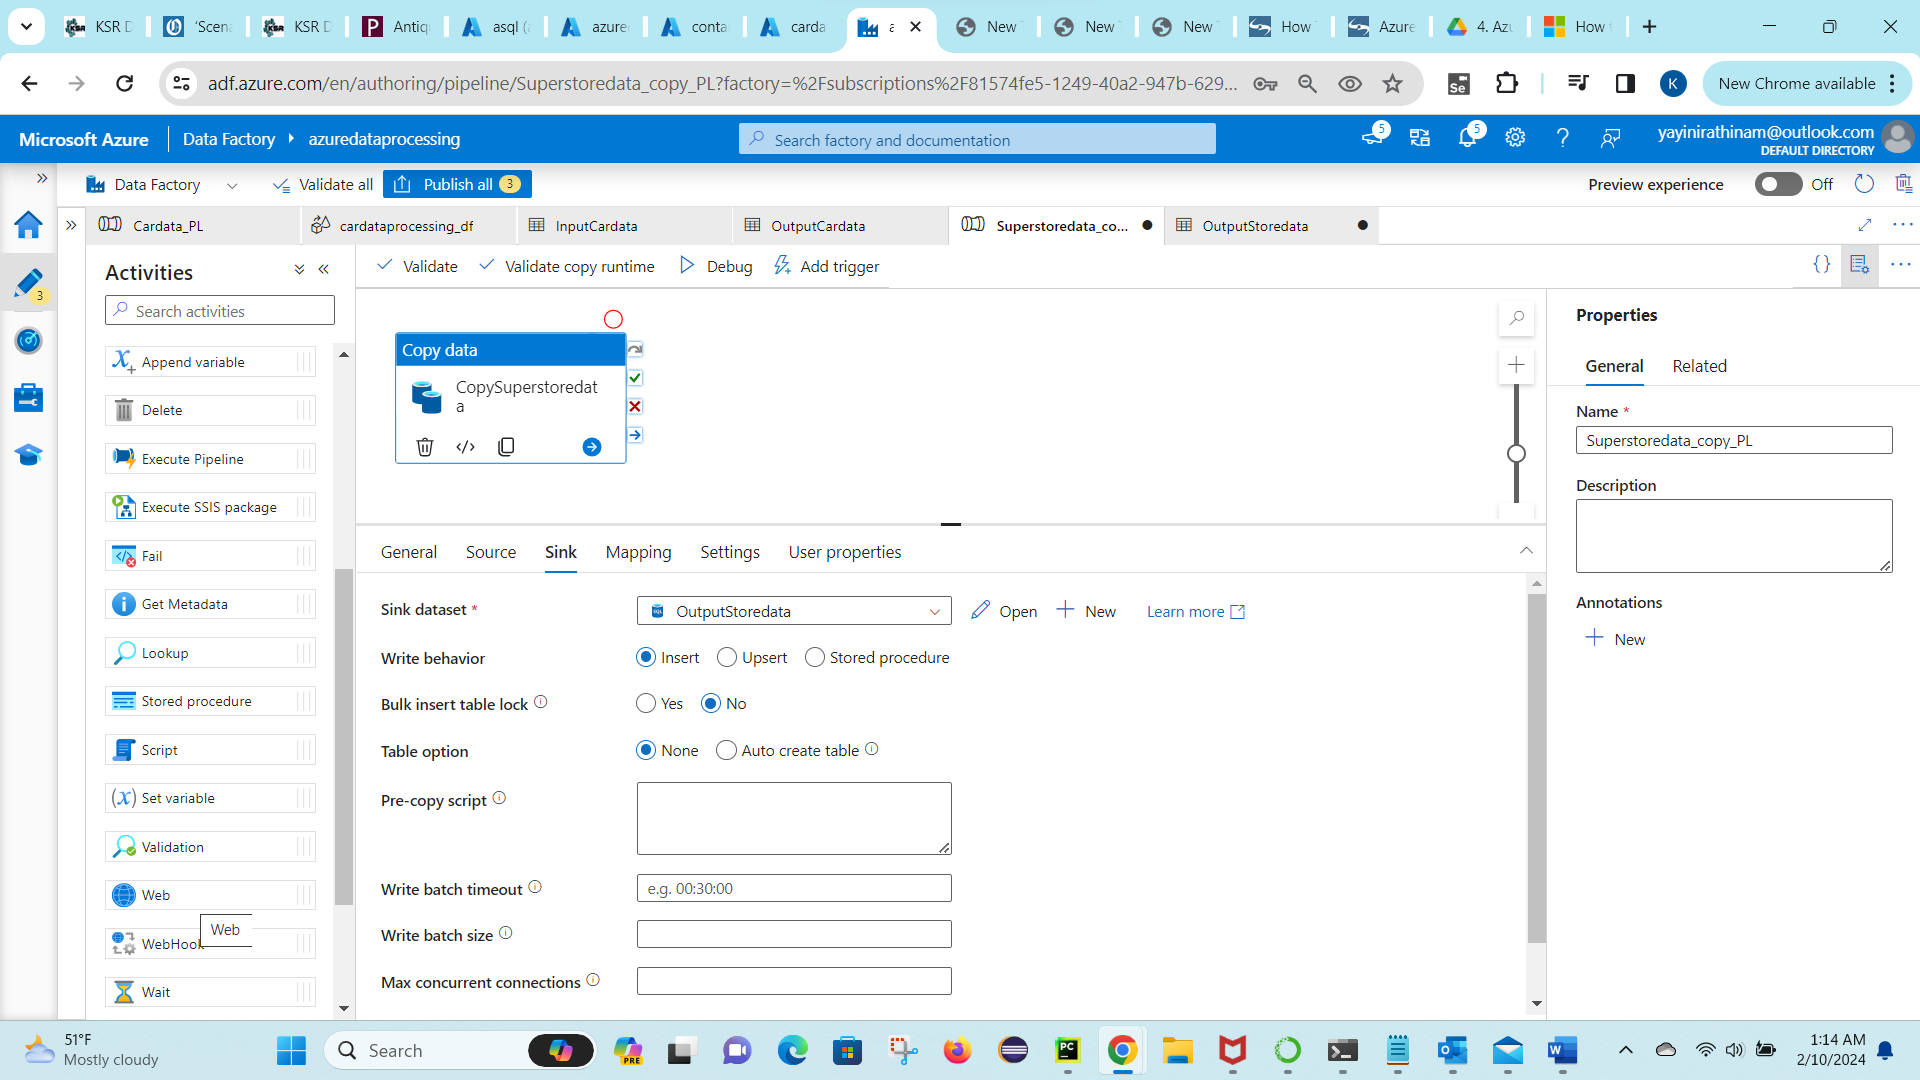 KSR D
'Scena
KSR D
Antiq
asql (a
azure
conta
carda
a
New
New
New
How
Azure
4. Azu
How t
adf.azure.com/en/authoring/pipeline/Superstoredata_copy_PL?factory=%2Fsubscriptions%2F81574fe5-1249-40a2-947b-629...
Se
K
New Chrome available
Microsoft Azure
Data Factory
azuredataprocessing
Search factory and documentation
5
5
yayinirathinam@outlook.com
DEFAULT DIRECTORY
Data Factory
Validate all
Publish all 3
Preview experience
Off
Cardata_PL
cardataprocessing_df
InputCardata
OutputCardata
Superstoredata_co...
OutputStoredata
3
Activities
Search activities
Append variable
Delete
Execute Pipeline
Execute SSIS package
Fail
Get Metadata
Lookup
Stored procedure
Script
Set variable
Validation
Web
Web
WebHook
Wait
Validate
Validate copy runtime
Debug
Add trigger
{}
Copy data
CopySuperstoredat
a
General
Source
Sink
Mapping
Settings
User properties
Sink dataset *
OutputStoredata
Open
New
Learn more
Write behavior
Insert
Upsert
Stored procedure
Bulk insert table lock
Yes
No
Table option
None
Auto create table
Pre-copy script
Write batch timeout
e.g. 00:30:00
Write batch size
Max concurrent connections
Properties
General
Related
Name *
Superstoredata_copy_PL
Description
Annotations
New
51°F
Mostly cloudy
Search
PRE
PC
1:14 AM
2/10/2024